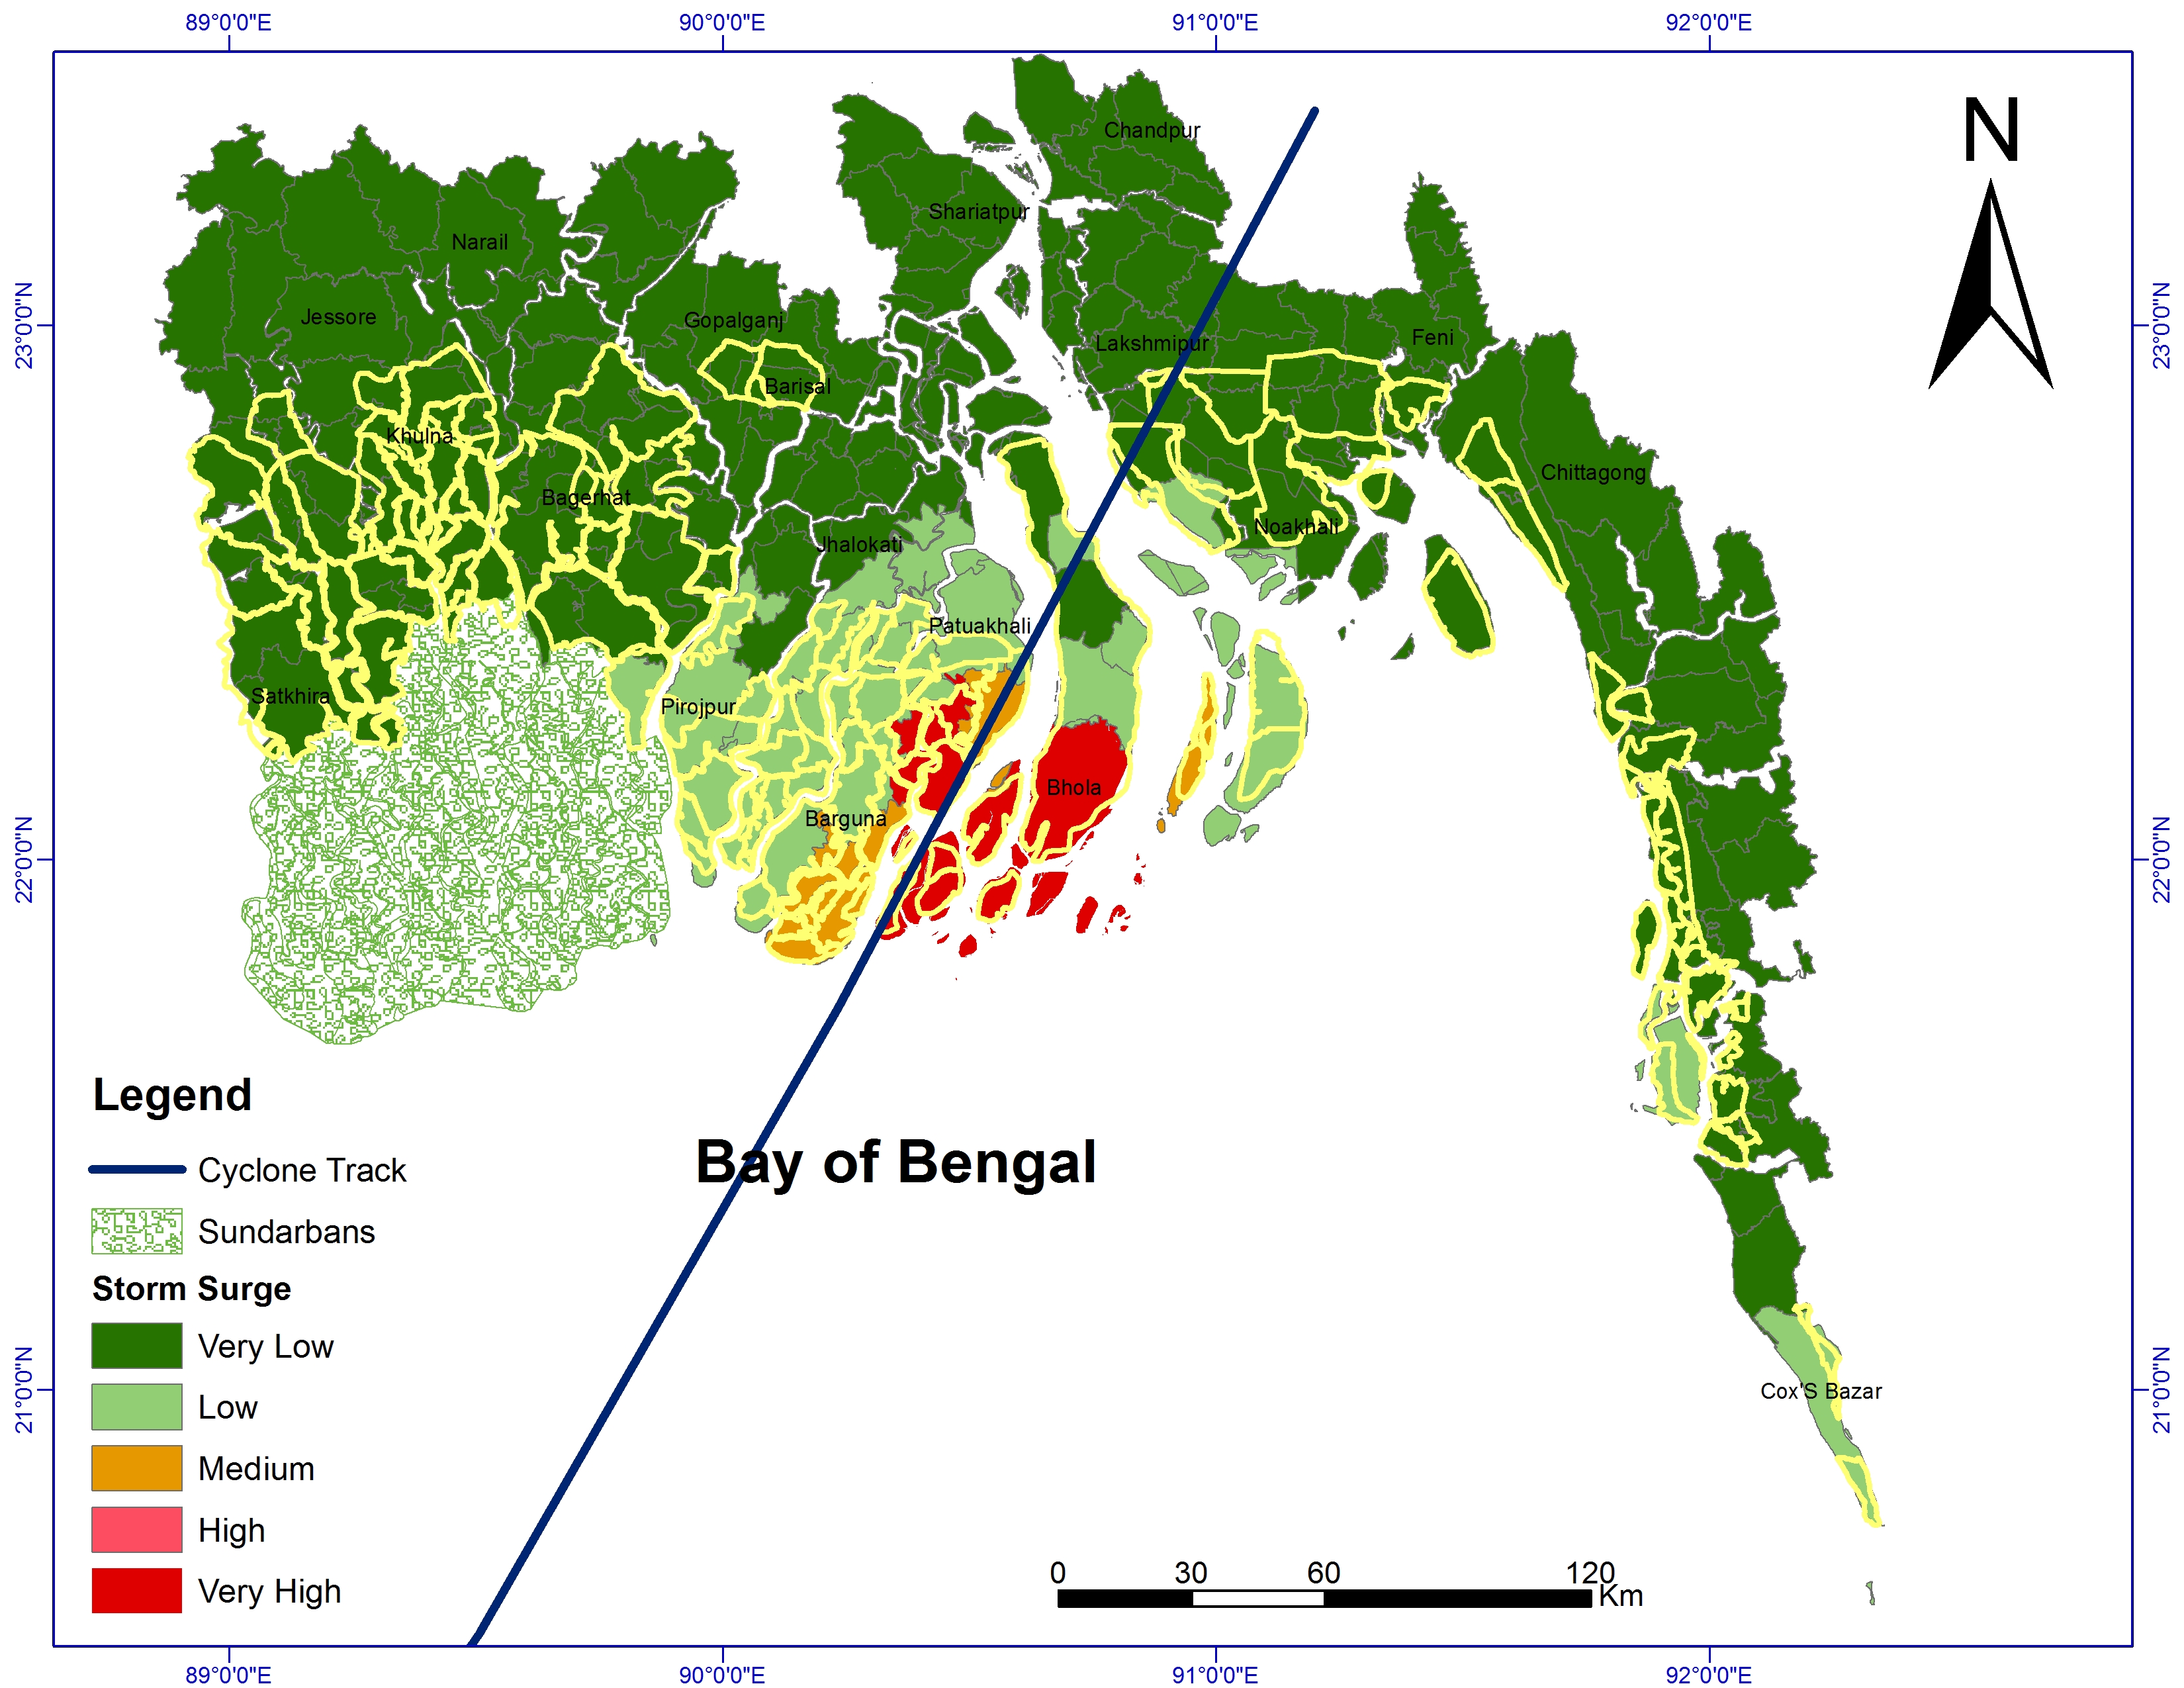 89°0'0"E 90°0'0"E 91°0'0"E 92°0'0"E
N
Chandpur
Shariatpur
Narail
23°0'0"N
23°0'0"N
Jessore
Gopalganj
Lakshmipur
Feni
Barisal
Khulna
Chittagong
Bagerhat
Noakhali
Jhalokati
Patuakhali
Satkhira
Pirojpur
Bhola
Barguna
22°0'0"N
22°0'0"N
Bay of Bengal
Cox'S Bazar
21°0'0"N
21°0'0"N
Legend
Cyclone Track
Sundarbans
Storm Surge
Very Low
Low
Medium
High
Very High
0 30 60 120
Km
89°0'0"E 90°0'0"E 91°0'0"E 92°0'0"E